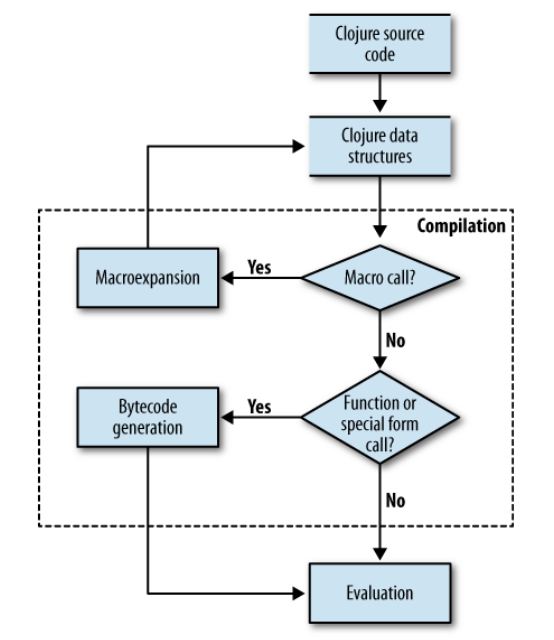 Clojure source
code
Clojure data
structures
Compilation
Macroexpansion
Yes
Macro call?
No
Bytecode
generation
Yes
Function or
special form
call?
No
Evaluation